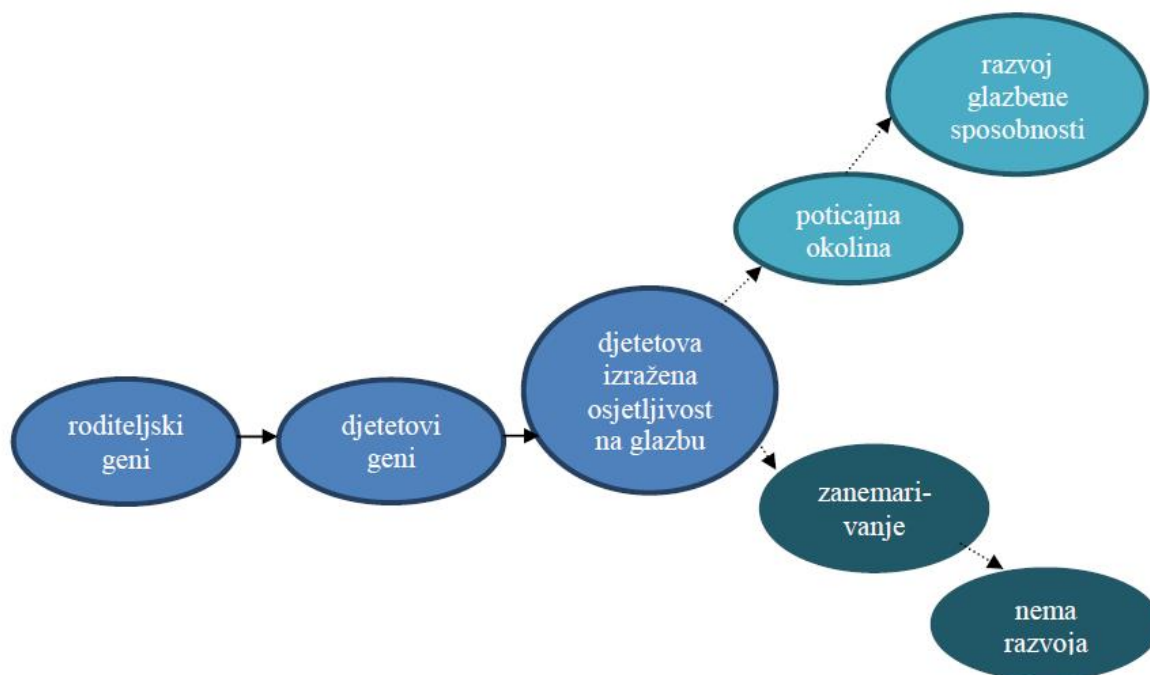 roditeljski
geni
djetetovi
geni
djetetova
izražena
osjetljivost
na glazbu
poticajna
okolina
razvoj
glazbene
sposobnosti
zanemari-
vanje
nema
razvoja